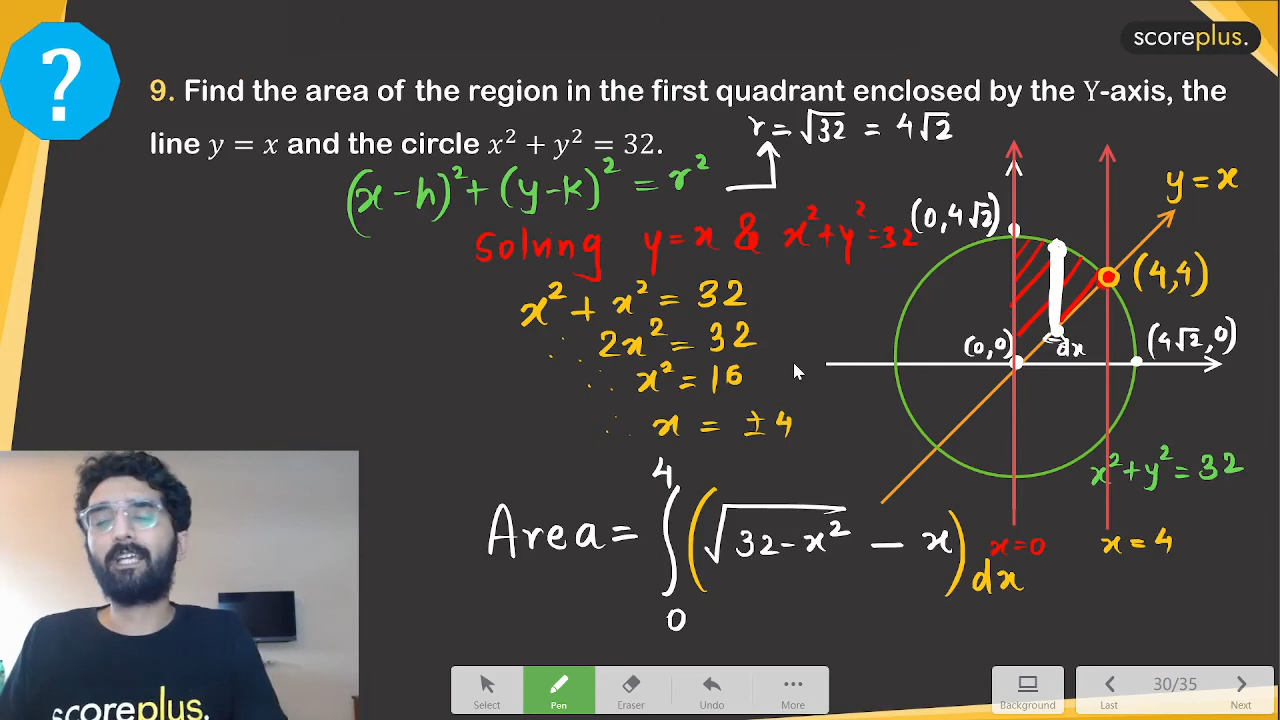 ?
scoreplus.
9. Find the area of the region in the first quadrant enclosed by the Y-axis, the
line y = x and the circle x² + y² = 32.
r = √32 = 4√2
(x-h)² + (y-k)² = r²
Solving y = x & x² + y² = 32
x² + x² = 32
∴ 2x² = 32
∴ x² = 16
∴ x = ±4
Area = ∫₀⁴ (√(32-x²) - x) dx
(0, 4√2)
y = x
(4, 4)
(0,0)
dx
(4√2, 0)
x² + y² = 32
x = 0
x = 4
scoreplus.
Select
Pen
Eraser
Undo
More
Background
Last
30/35
Next